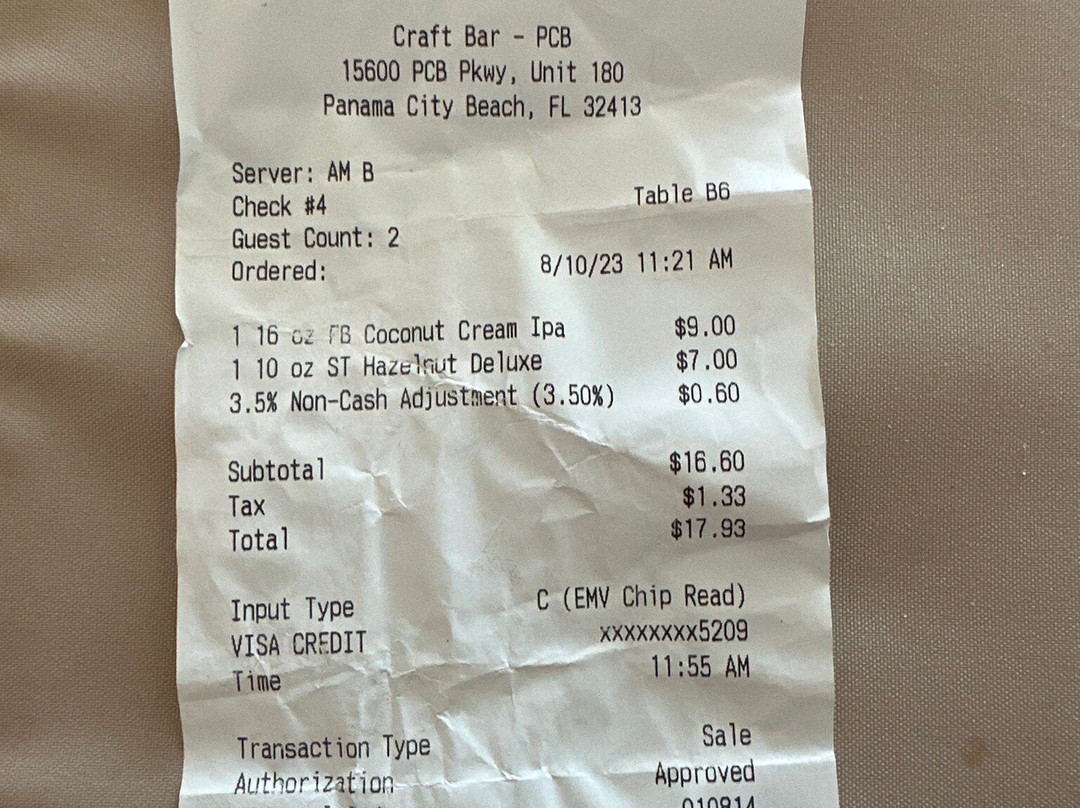 Craft Bar - PCB
15600 PCB Pkwy, Unit 180
Panama City Beach, FL 32413
Server: AM B
Check #4 Table B6
Guest Count: 2
Ordered: 8/10/23 11:21 AM
1 16 oz FB Coconut Cream Ipa $9.00
1 10 oz ST Hazelnut Deluxe $7.00
3.5% Non-Cash Adjustment (3.50%) $0.60
Subtotal $16.60
Tax $1.33
Total $17.93
Input Type C (EMV Chip Read)
VISA CREDIT xxxxxxxx5209
Time 11:55 AM
Transaction Type Sale
Authorization Approved
010814